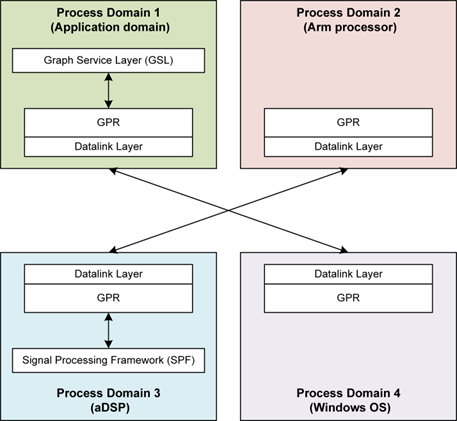 Process Domain 1
(Application domain)
Graph Service Layer (GSL)
GPR
Datalink Layer
Process Domain 2
(Arm processor)
GPR
Datalink Layer
Datalink Layer
GPR
Signal Processing Framework (SPF)
Process Domain 3
(aDSP)
Datalink Layer
GPR
Process Domain 4
(Windows OS)